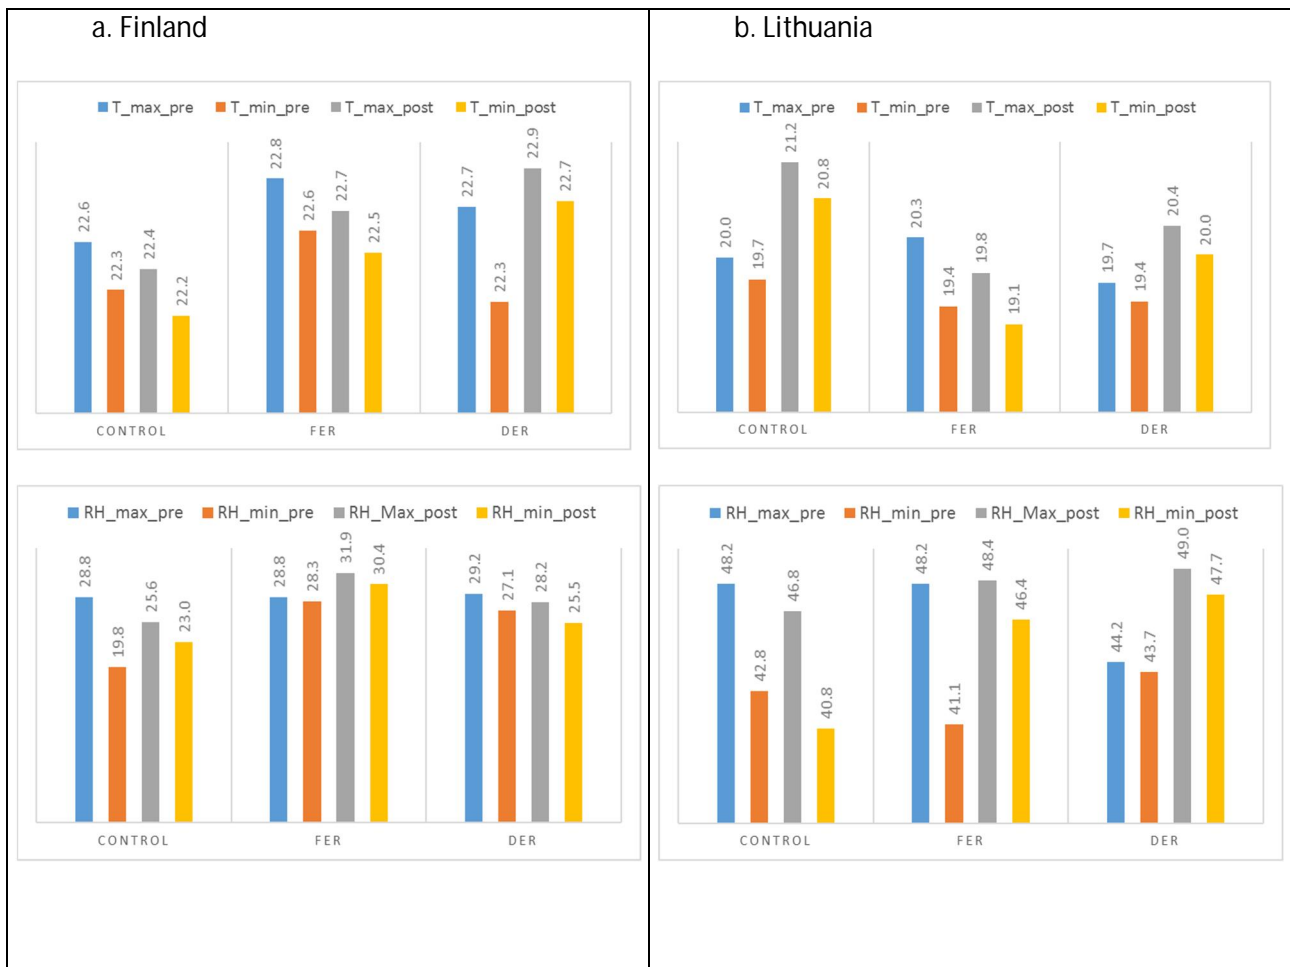 a. Finland
T_max_pre T_min_pre T_max_post T_min_post
22.6 22.3 22.4 22.2 22.8 22.6 22.7 22.5 22.7 22.3 22.9 22.7
CONTROL FER DER
RH_max_pre RH_min_pre RH_Max_post RH_min_post
28.8 19.8 25.6 23.0 28.8 28.3 31.9 30.4 29.2 27.1 28.2 25.5
CONTROL FER DER
b. Lithuania
T_max_pre T_min_pre T_max_post T_min_post
20.0 19.7 21.2 20.8 20.3 19.4 19.8 19.1 19.7 19.4 20.4 20.0
CONTROL FER DER
RH_max_pre RH_min_pre RH_Max_post RH_min_post
48.2 42.8 46.8 40.8 48.2 41.1 48.4 46.4 44.2 43.7 49.0 47.7
CONTROL FER DER